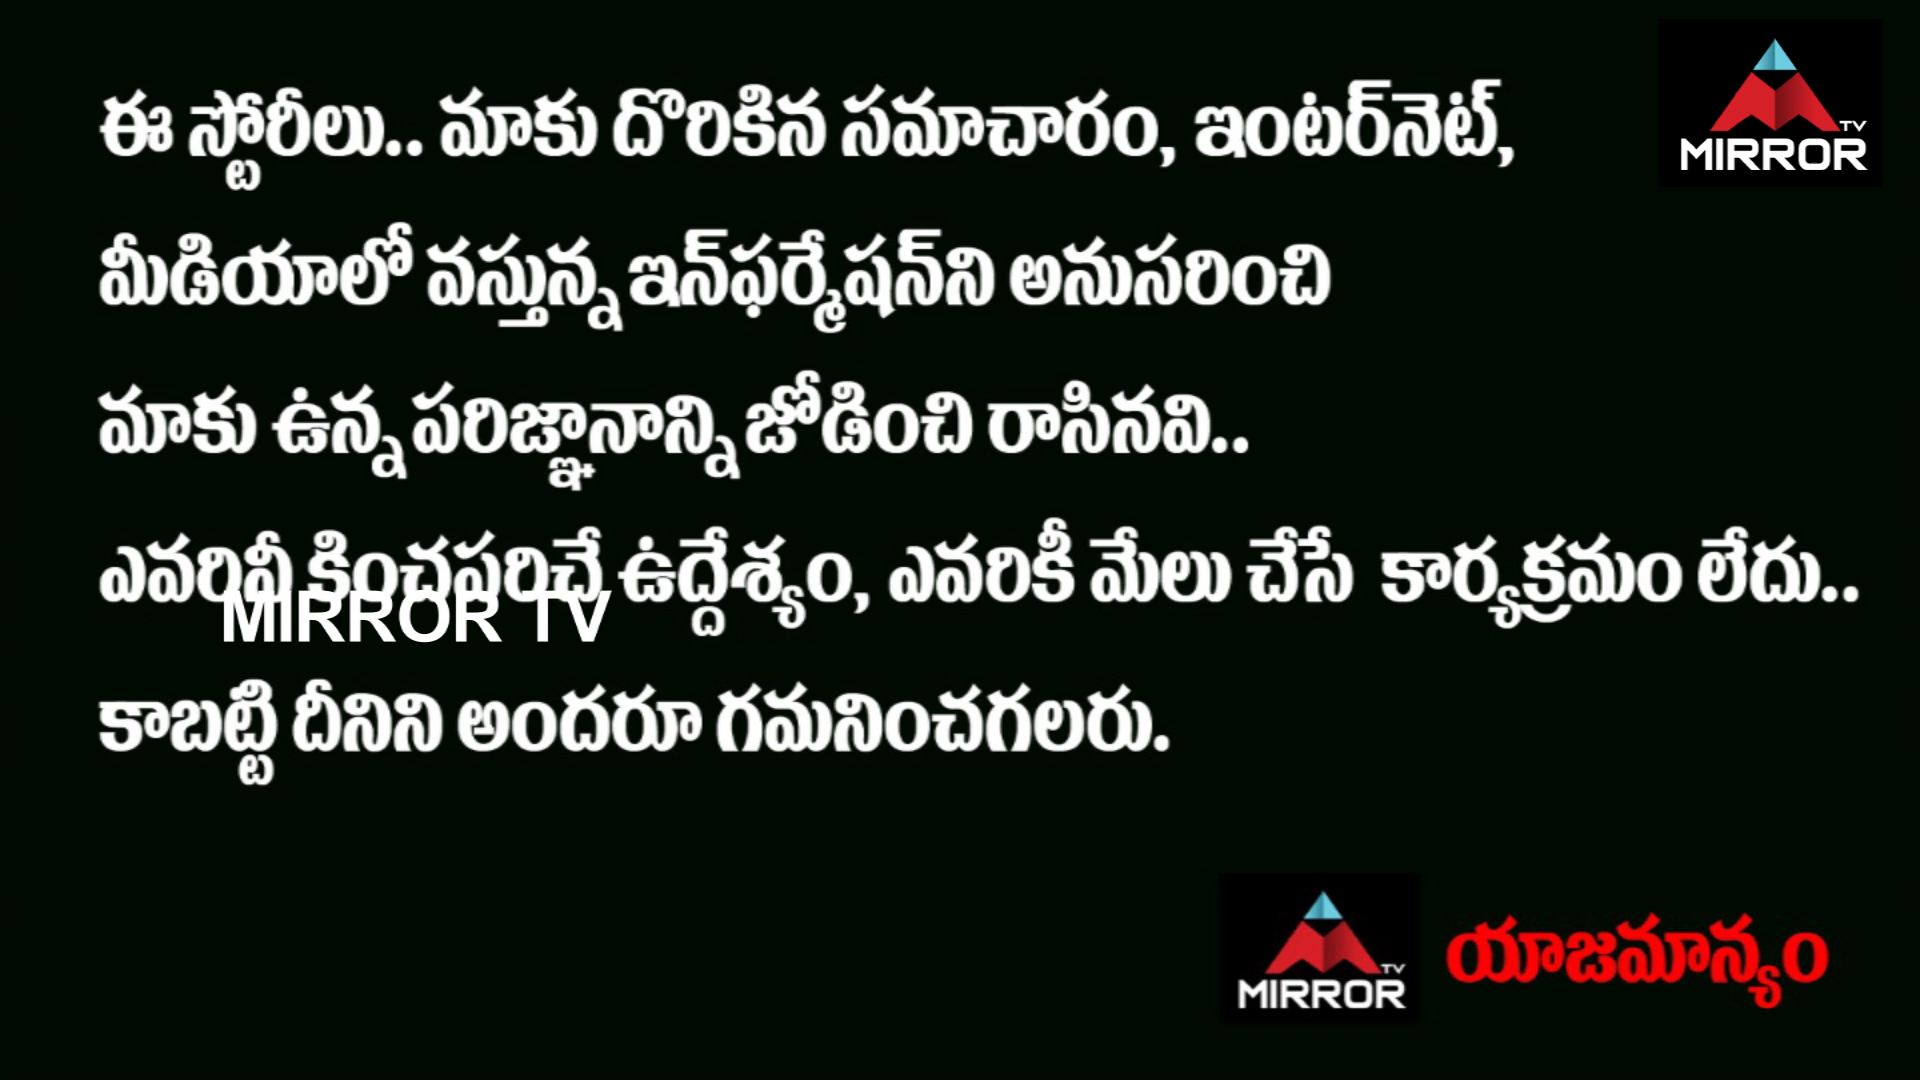 ఈ స్టోరీలు.. మాకు దొరికిన సమాచారం, ఇంటర్‌నెట్,
మీడియాలో వస్తున్న ఇన్‌ఫర్మేషన్‌ని అనుసరించి
మాకు ఉన్న పరిజ్ఞానాన్ని జోడించి రాసినవి..
ఎవరినీ కించపరిచే ఉద్దేశ్యం, ఎవరికీ మేలు చేసే కార్యక్రమం లేదు..
కాబట్టి దీనిని అందరూ గమనించగలరు.
MIRROR TV
TV
MIRROR
TV
MIRROR
యాజమాన్యం